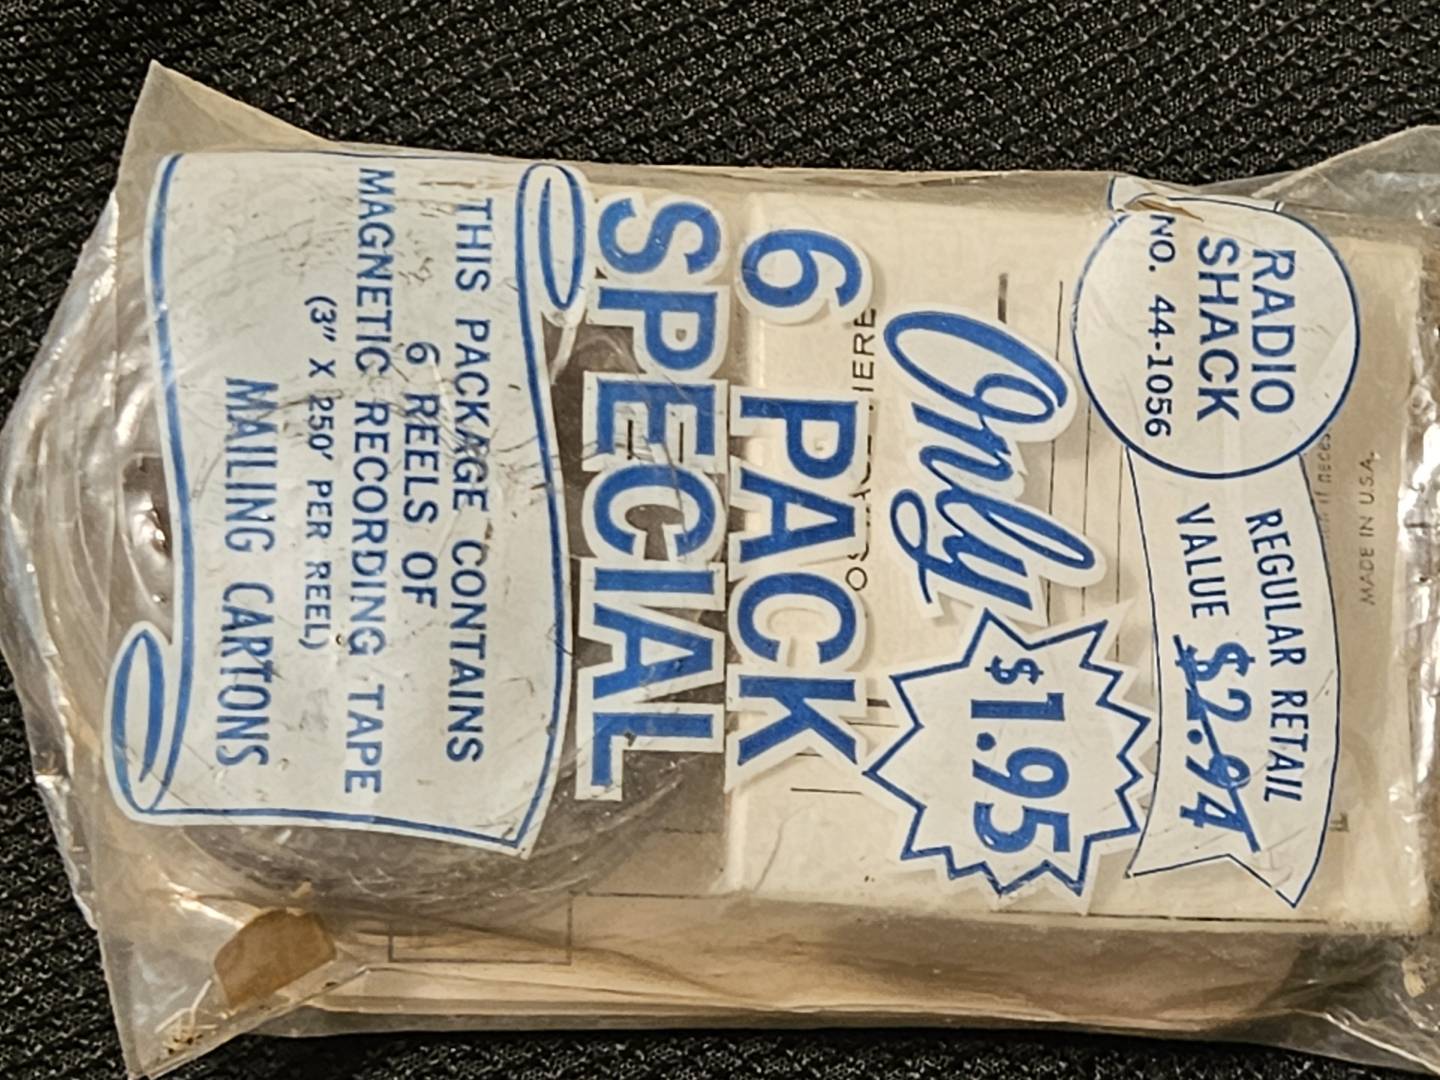 RADIO
SHACK
NO. 44-1056
REGULAR RETAIL
VALUE $2.94
Only
$1.95
6 PACK
SPECIAL
THIS PACKAGE CONTAINS
6 REELS OF
MAGNETIC RECORDING TAPE
(3" X 250' PER REEL)
MAILING CARTONS
MADE IN U.S.A.